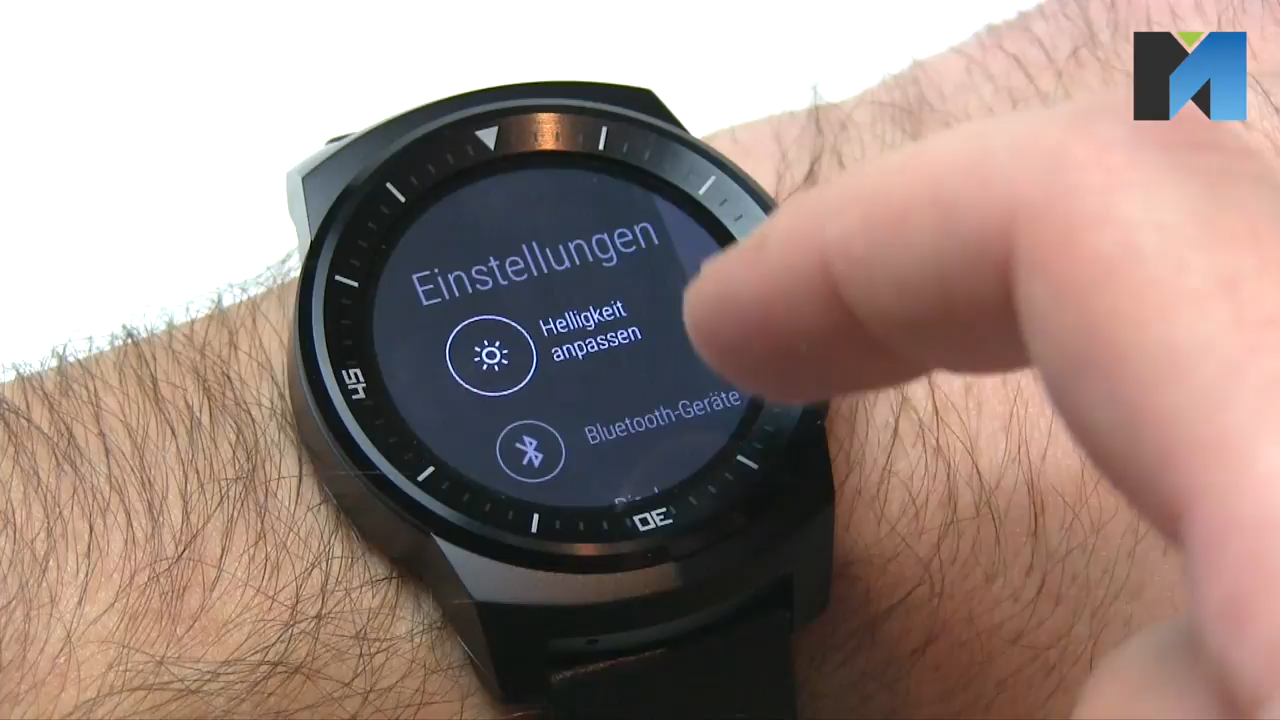 Einstellungen
Helligkeit
anpassen
Bluetooth-Geräte
45
30